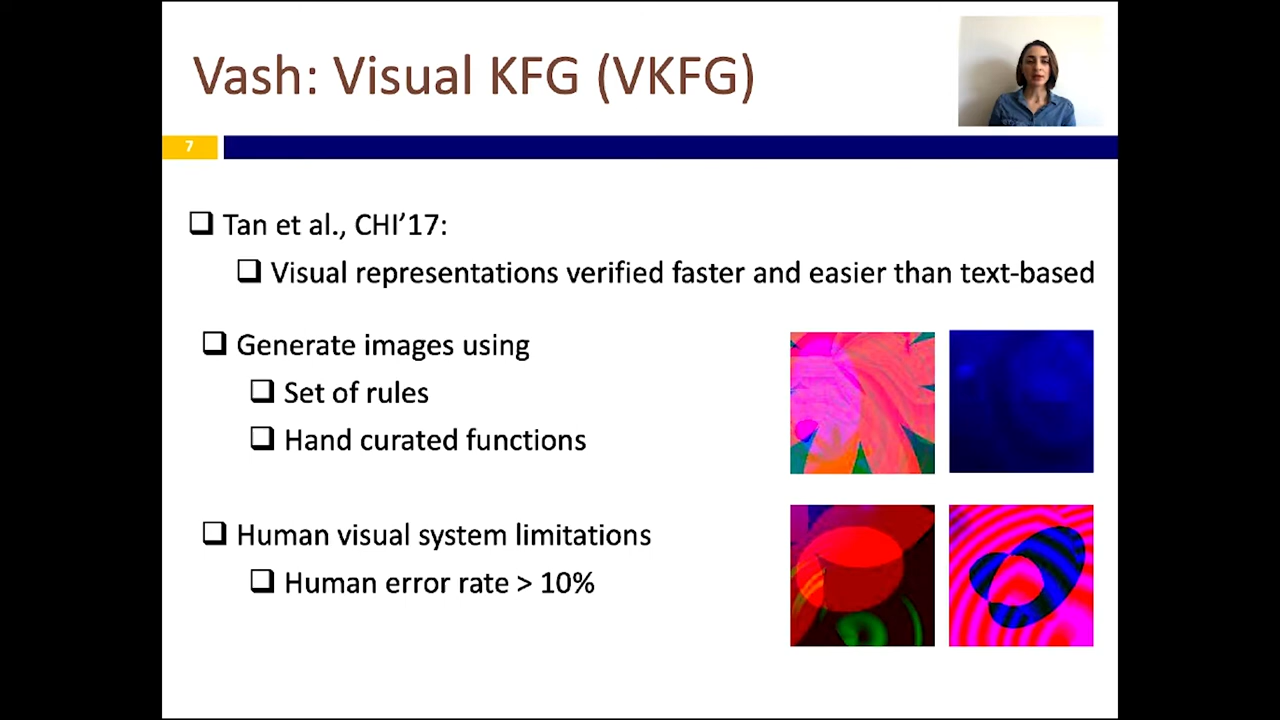 Vash: Visual KFG (VKFG)
7
Tan et al., CHI’17:
Visual representations verified faster and easier than text-based
Generate images using
Set of rules
Hand curated functions
Human visual system limitations
Human error rate > 10%